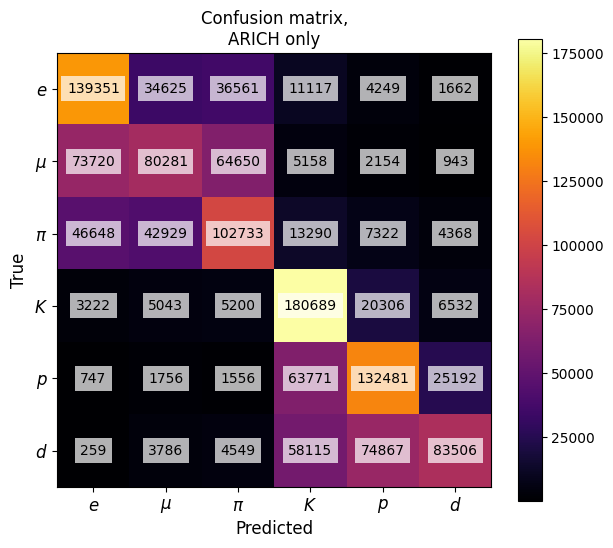 Confusion matrix,
ARICH only
True
e 139351 34625 36561 11117 4249 1662
μ 73720 80281 64650 5158 2154 943
π 46648 42929 102733 13290 7322 4368
K 3222 5043 5200 180689 20306 6532
p 747 1756 1556 63771 132481 25192
d 259 3786 4549 58115 74867 83506
e μ π K p d
Predicted
175000
150000
125000
100000
75000
50000
25000